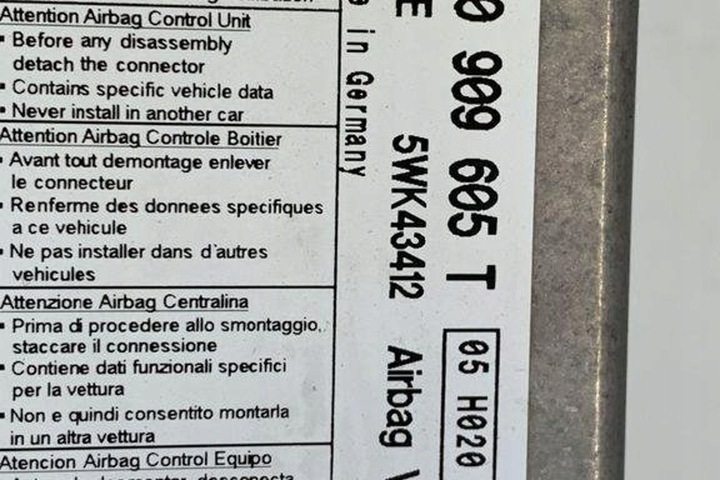 Attention Airbag Control Unit
▪ Before any disassembly
detach the connector
▪ Contains specific vehicle data
▪ Never install in another car
Attention Airbag Controle Boitier
▪ Avant tout demontage enlever
le connecteur
▪ Renferme des donnees specifiques
a ce vehicule
▪ Ne pas installer dans d'autres
vehicules
Attenzione Airbag Centralina
▪ Prima di procedere allo smontaggio,
staccare il connessione
▪ Contiene dati funzionali specifici
per la vettura
▪ Non e quindi consentito montarla
in un altra vettura
Atencion Airbag Control Equipo
0 909 605 T
05 H020
E 5WK43412 Airbag V
in Germany